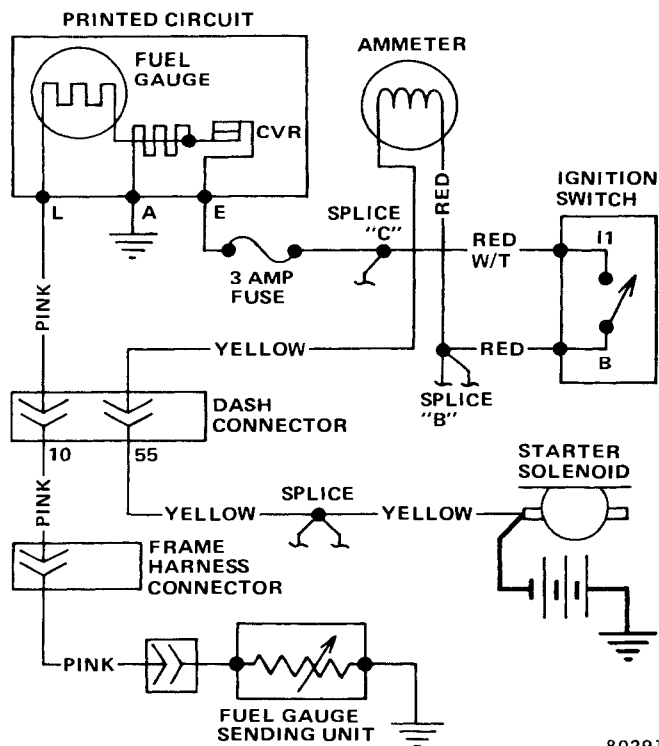 PRINTED CIRCUIT
FUEL
GAUGE
CVR
L
A
E
AMMETER
RED
SPLICE
"C"
3 AMP
FUSE
RED
W/T
IGNITION
SWITCH
I1
B
PINK
YELLOW
RED
SPLICE
"B"
DASH
CONNECTOR
10
55
PINK
YELLOW
SPLICE
YELLOW
STARTER
SOLENOID
FRAME
HARNESS
CONNECTOR
PINK
FUEL GAUGE
SENDING UNIT